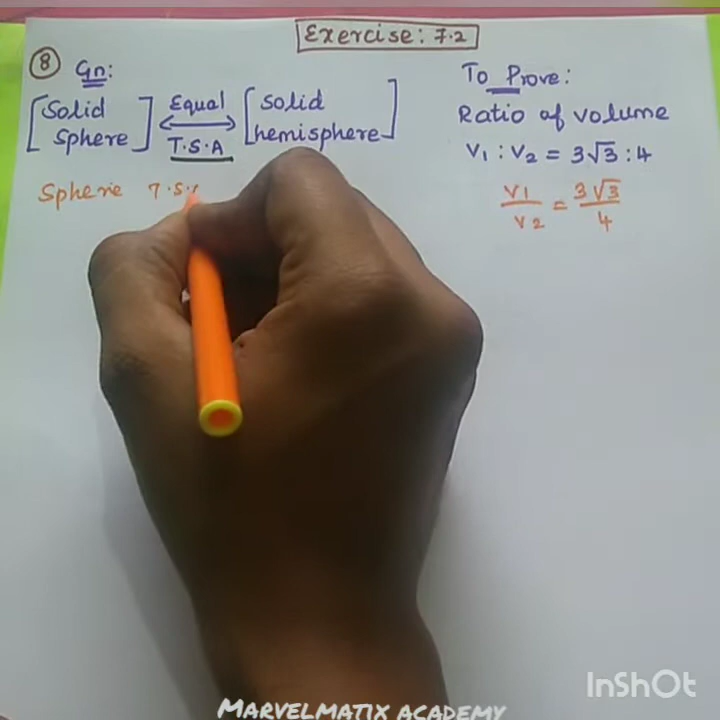 Exercise: 7.2
8 Gn:
[Solid Sphere] Equal T.S.A [Solid hemisphere]
To Prove:
Ratio of volume
V1 : V2 = 3√3 : 4
V1/V2 = 3√3/4
Sphere T.S.
InShOt
MARVELMATIX ACADEMY